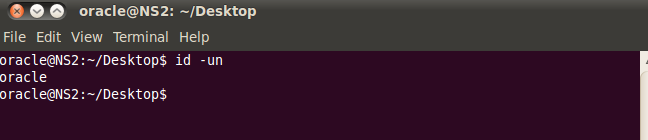 oracle@NS2: ~/Desktop
File Edit View Terminal Help
oracle@NS2:~/Desktop$ id -un
oracle
oracle@NS2:~/Desktop$